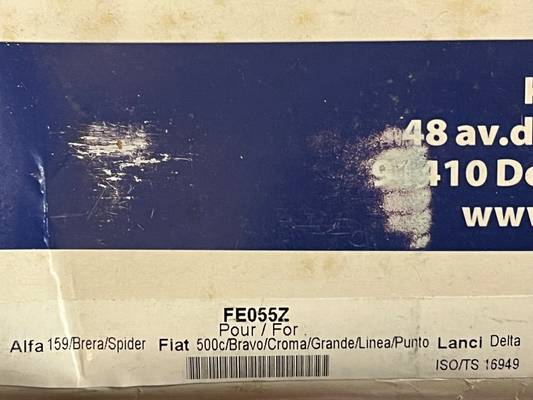 48 av.d
410 De
www
FE055Z
Pour / For
Alfa 159/Brera/Spider Fiat 500c/Bravo/Croma/Grande/Linea/Punto Lanci Delta
ISO/TS 16949